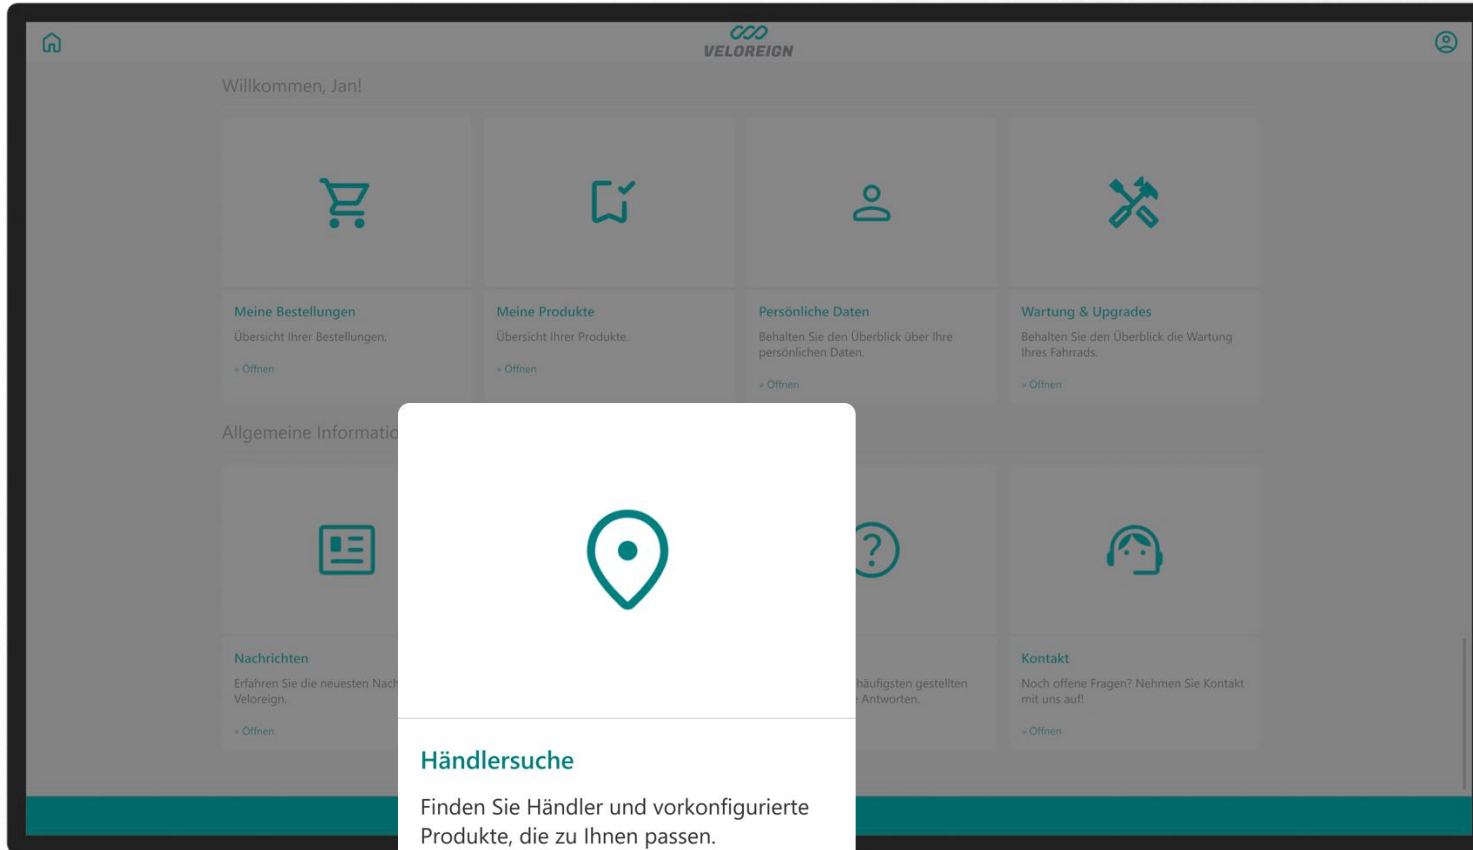 VELOREIGN
Willkommen, Jan!
Meine Bestellungen
Übersicht Ihrer Bestellungen.
» Öffnen
Meine Produkte
Übersicht Ihrer Produkte.
» Öffnen
Persönliche Daten
Behalten Sie den Überblick über Ihre
persönlichen Daten.
» Öffnen
Wartung & Upgrades
Behalten Sie den Überblick die Wartung
Ihres Fahrrads.
» Öffnen
Allgemeine Informatio
Nachrichten
Erfahren Sie die neuesten Nach
Veloreign.
» Öffnen
Händlersuche
Finden Sie Händler und vorkonfigurierte
Produkte, die zu Ihnen passen.
häufigsten gestellten
Antworten.
Kontakt
Noch offene Fragen? Nehmen Sie Kontakt
mit uns auf!
» Öffnen